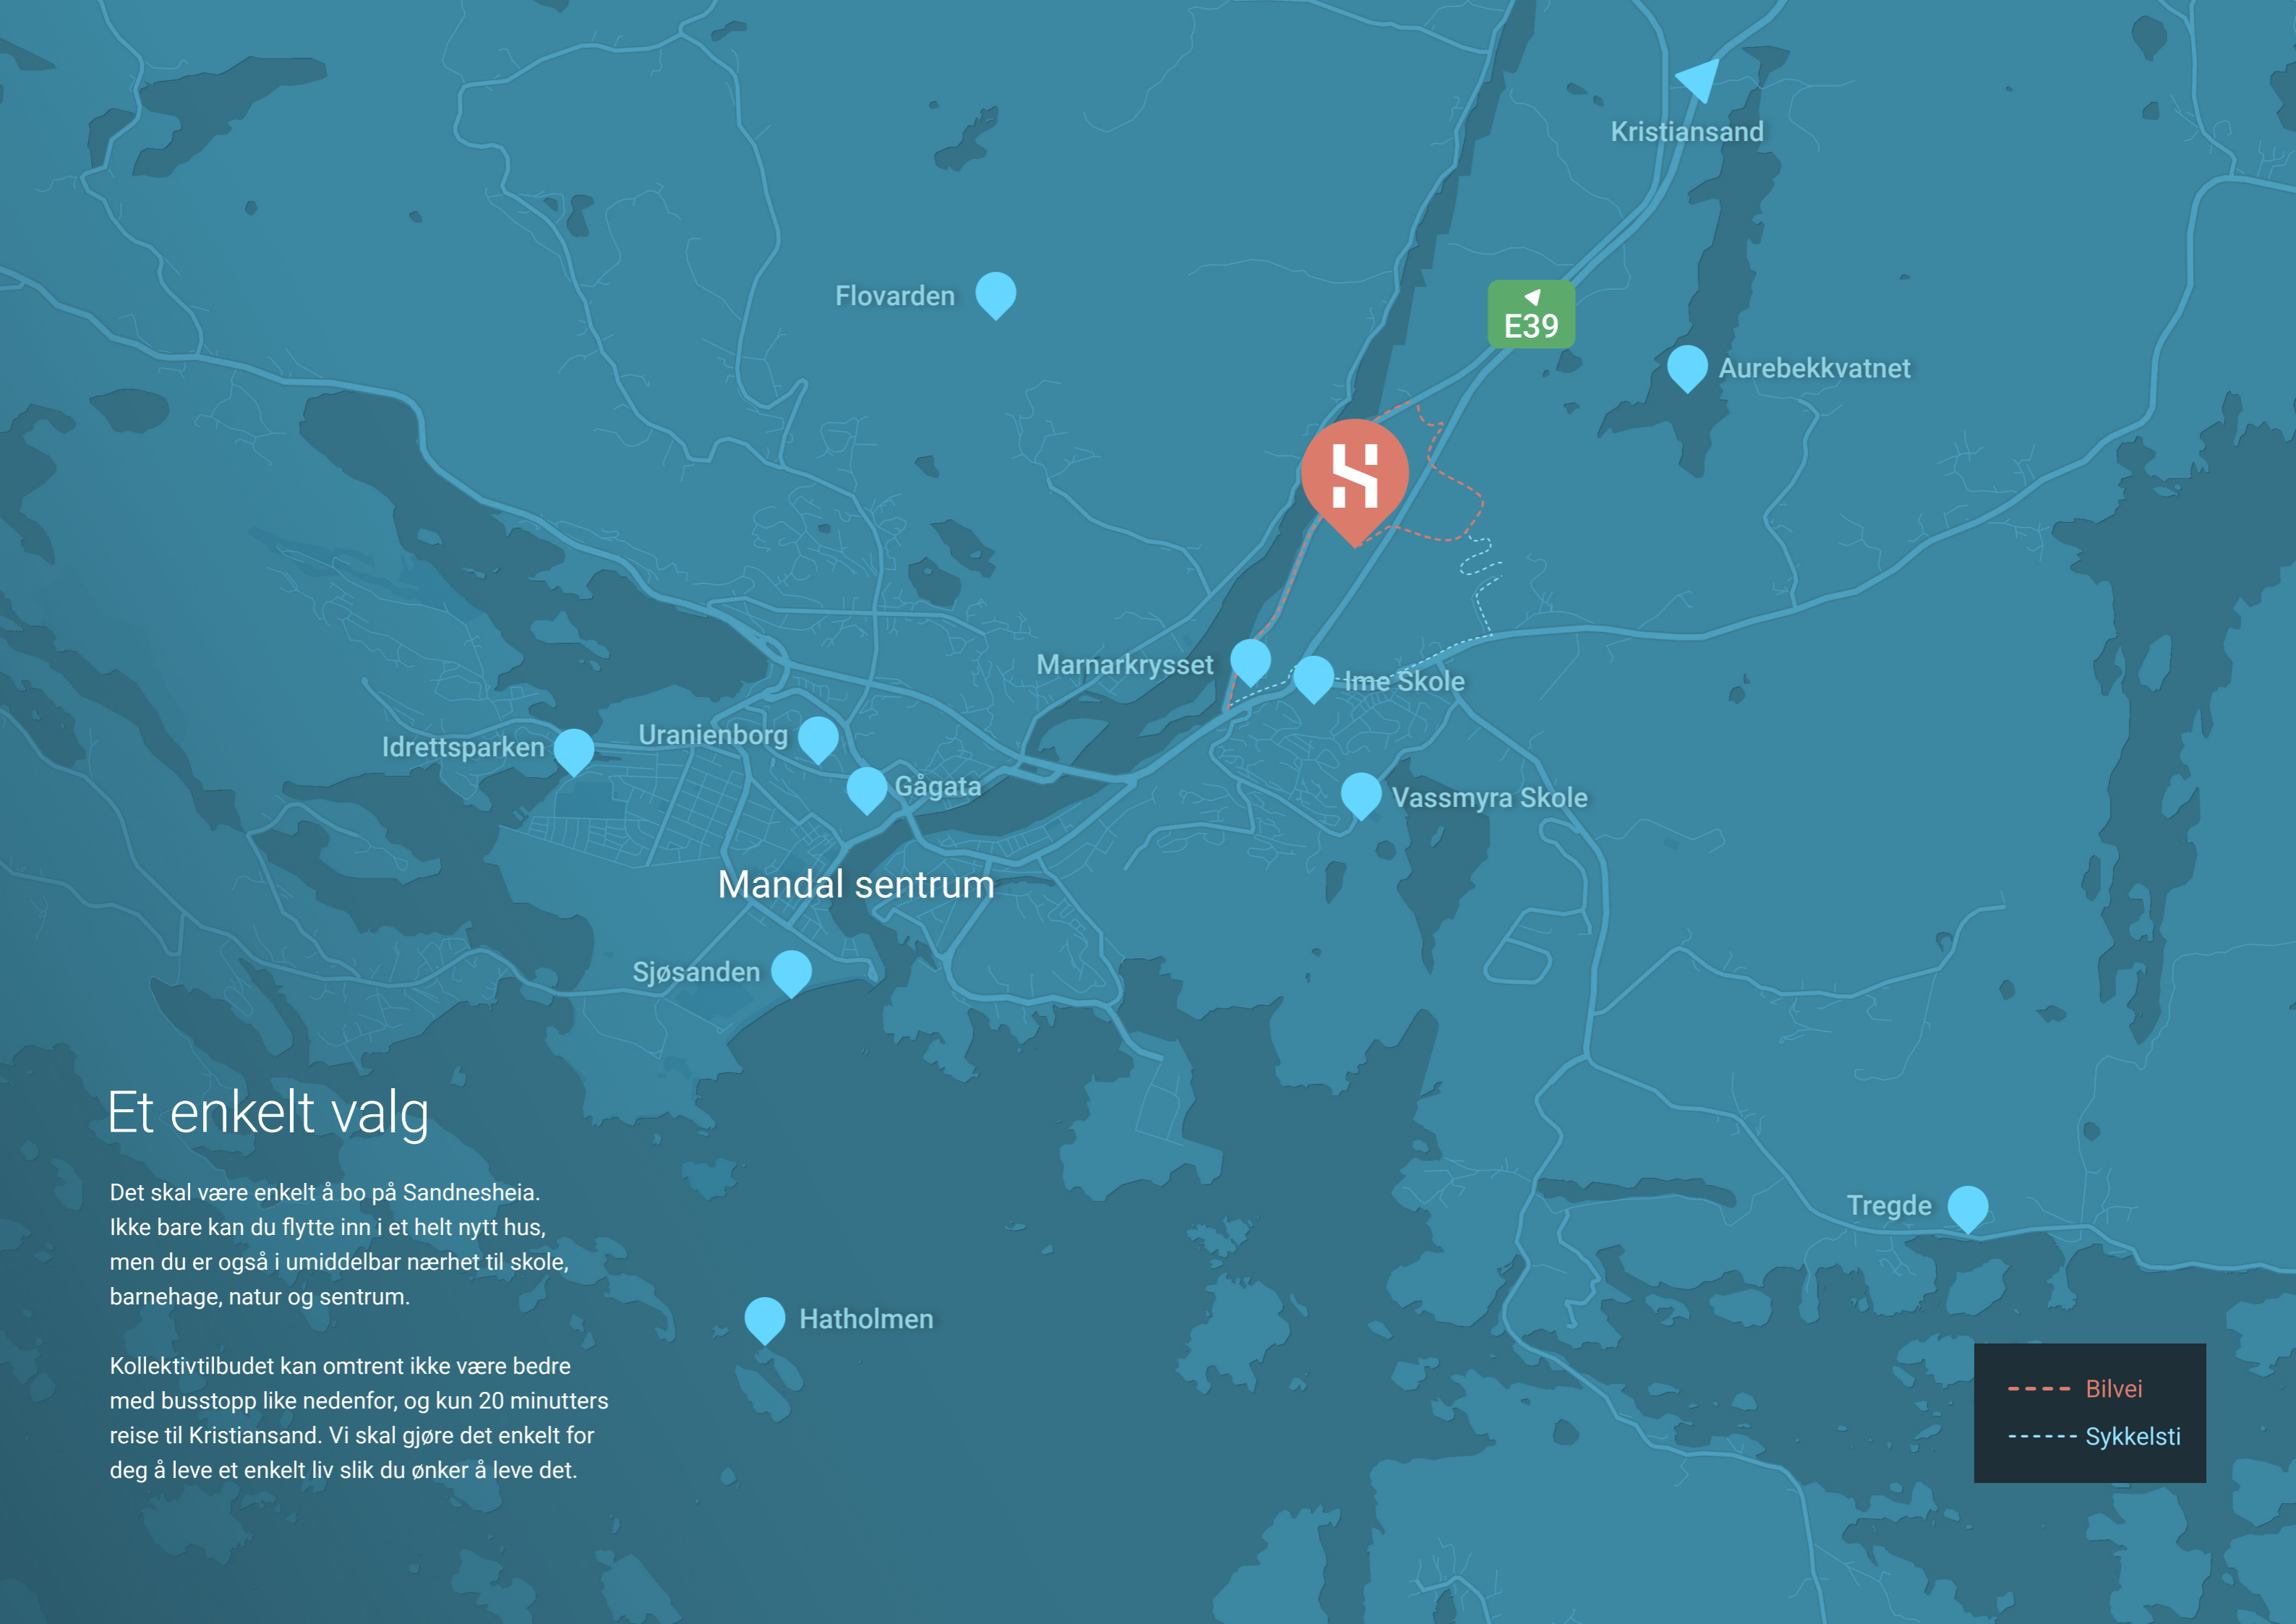 Kristiansand
Flovarden
E39
Aurebekkvatnet
Marnarkrysset
Ime Skole
Uranienborg
Idrettsparken
Gågata
Vassmyra Skole
Mandal sentrum
Sjøsanden
Et enkelt valg
Det skal være enkelt å bo på Sandnesheia.
Ikke bare kan du flytte inn i et helt nytt hus,
men du er også i umiddelbar nærhet til skole,
barnehage, natur og sentrum.
Kollektivtilbudet kan omtrent ikke være bedre
med busstopp like nedenfor, og kun 20 minutters
reise til Kristiansand. Vi skal gjøre det enkelt for
deg å leve et enkelt liv slik du ønker å leve det.
Tregde
Hatholmen
Bilvei
Sykkelsti